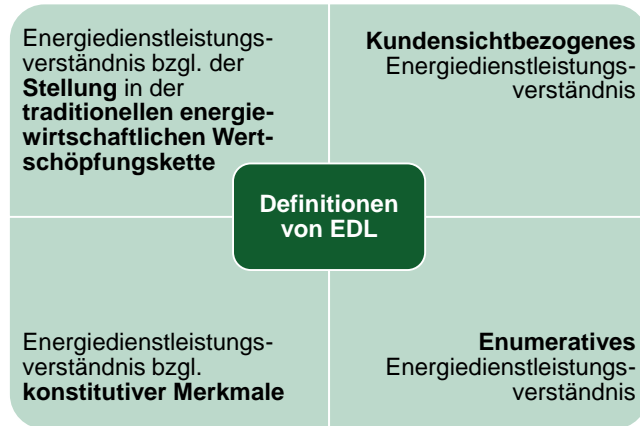 Energiedienstleistungs-
verständnis bzgl. der
Stellung in der
traditionellen energie-
wirtschaftlichen Wert-
schöpfungskette
Kundensichtbezogenes
Energiedienstleistungs-
verständnis
Definitionen
von EDL
Energiedienstleistungs-
verständnis bzgl.
konstitutiver Merkmale
Enumeratives
Energiedienstleistungs-
verständnis